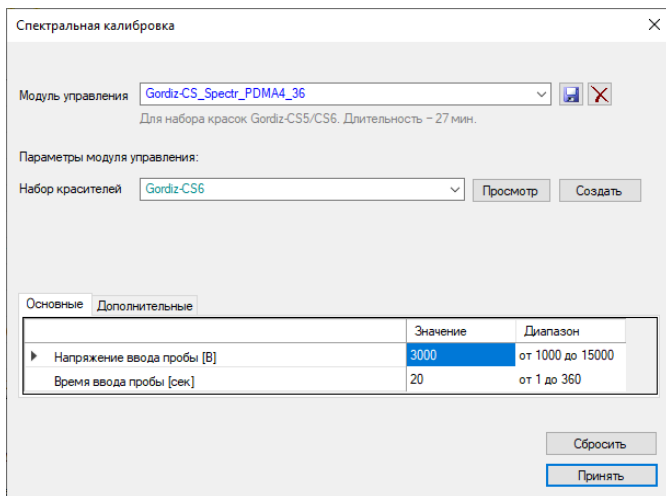 Спектральная калибровка
Модуль управления Gordiz-CS_Spectr_PDMA4_36
Для набора красок Gordiz-CS5/CS6. Длительность ~ 27 мин.
Параметры модуля управления:
Набор красителей Gordiz-CS6 Просмотр Создать
Основные Дополнительные
Значение Диапазон
Напряжение ввода пробы [В] 3000 от 1000 до 15000
Время ввода пробы [сек] 20 от 1 до 360
Сбросить
Принять